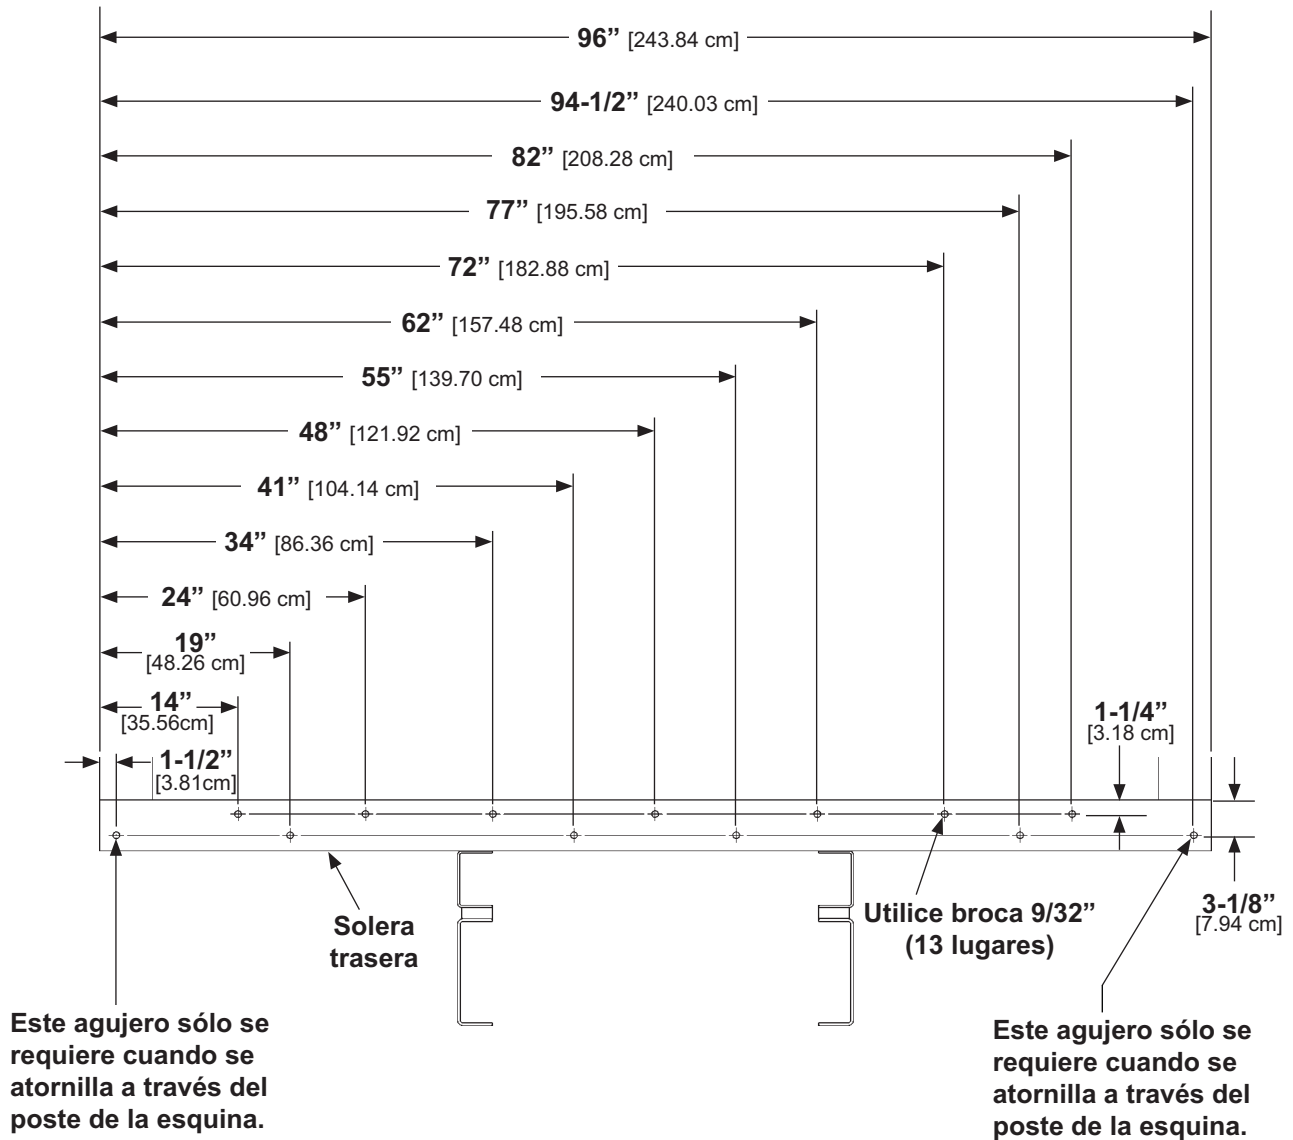 96” [243.84 cm]
94-1/2” [240.03 cm]
82” [208.28 cm]
77” [195.58 cm]
72” [182.88 cm]
62” [157.48 cm]
55” [139.70 cm]
48” [121.92 cm]
41” [104.14 cm]
34” [86.36 cm]
24” [60.96 cm]
19”
[48.26 cm]
14”
[35.56cm]
1-1/2”
[3.81cm]
1-1/4”
[3.18 cm]
3-1/8”
[7.94 cm]
Solera
trasera
Utilice broca 9/32”
(13 lugares)
Este agujero sólo se
requiere cuando se
atornilla a través del
poste de la esquina.
Este agujero sólo se
requiere cuando se
atornilla a través del
poste de la esquina.